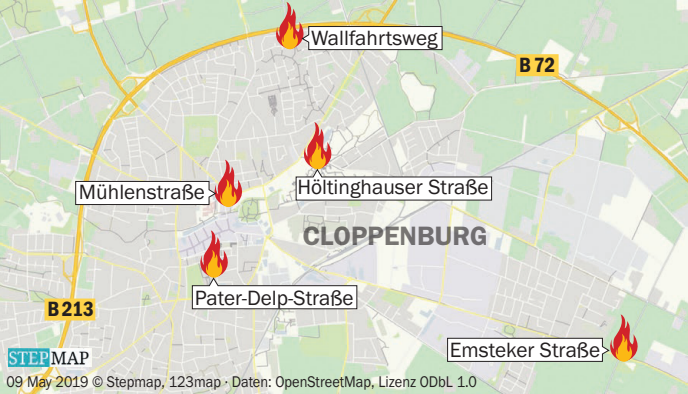 Wallfahrtsweg
B 72
Höltinghauser Straße
Mühlenstraße
CLOPPENBURG
Pater-Delp-Straße
B 213
Emsteker Straße
STEPMAP
09 May 2019 © Stepmap, 123map · Daten: OpenStreetMap, Lizenz ODbL 1.0